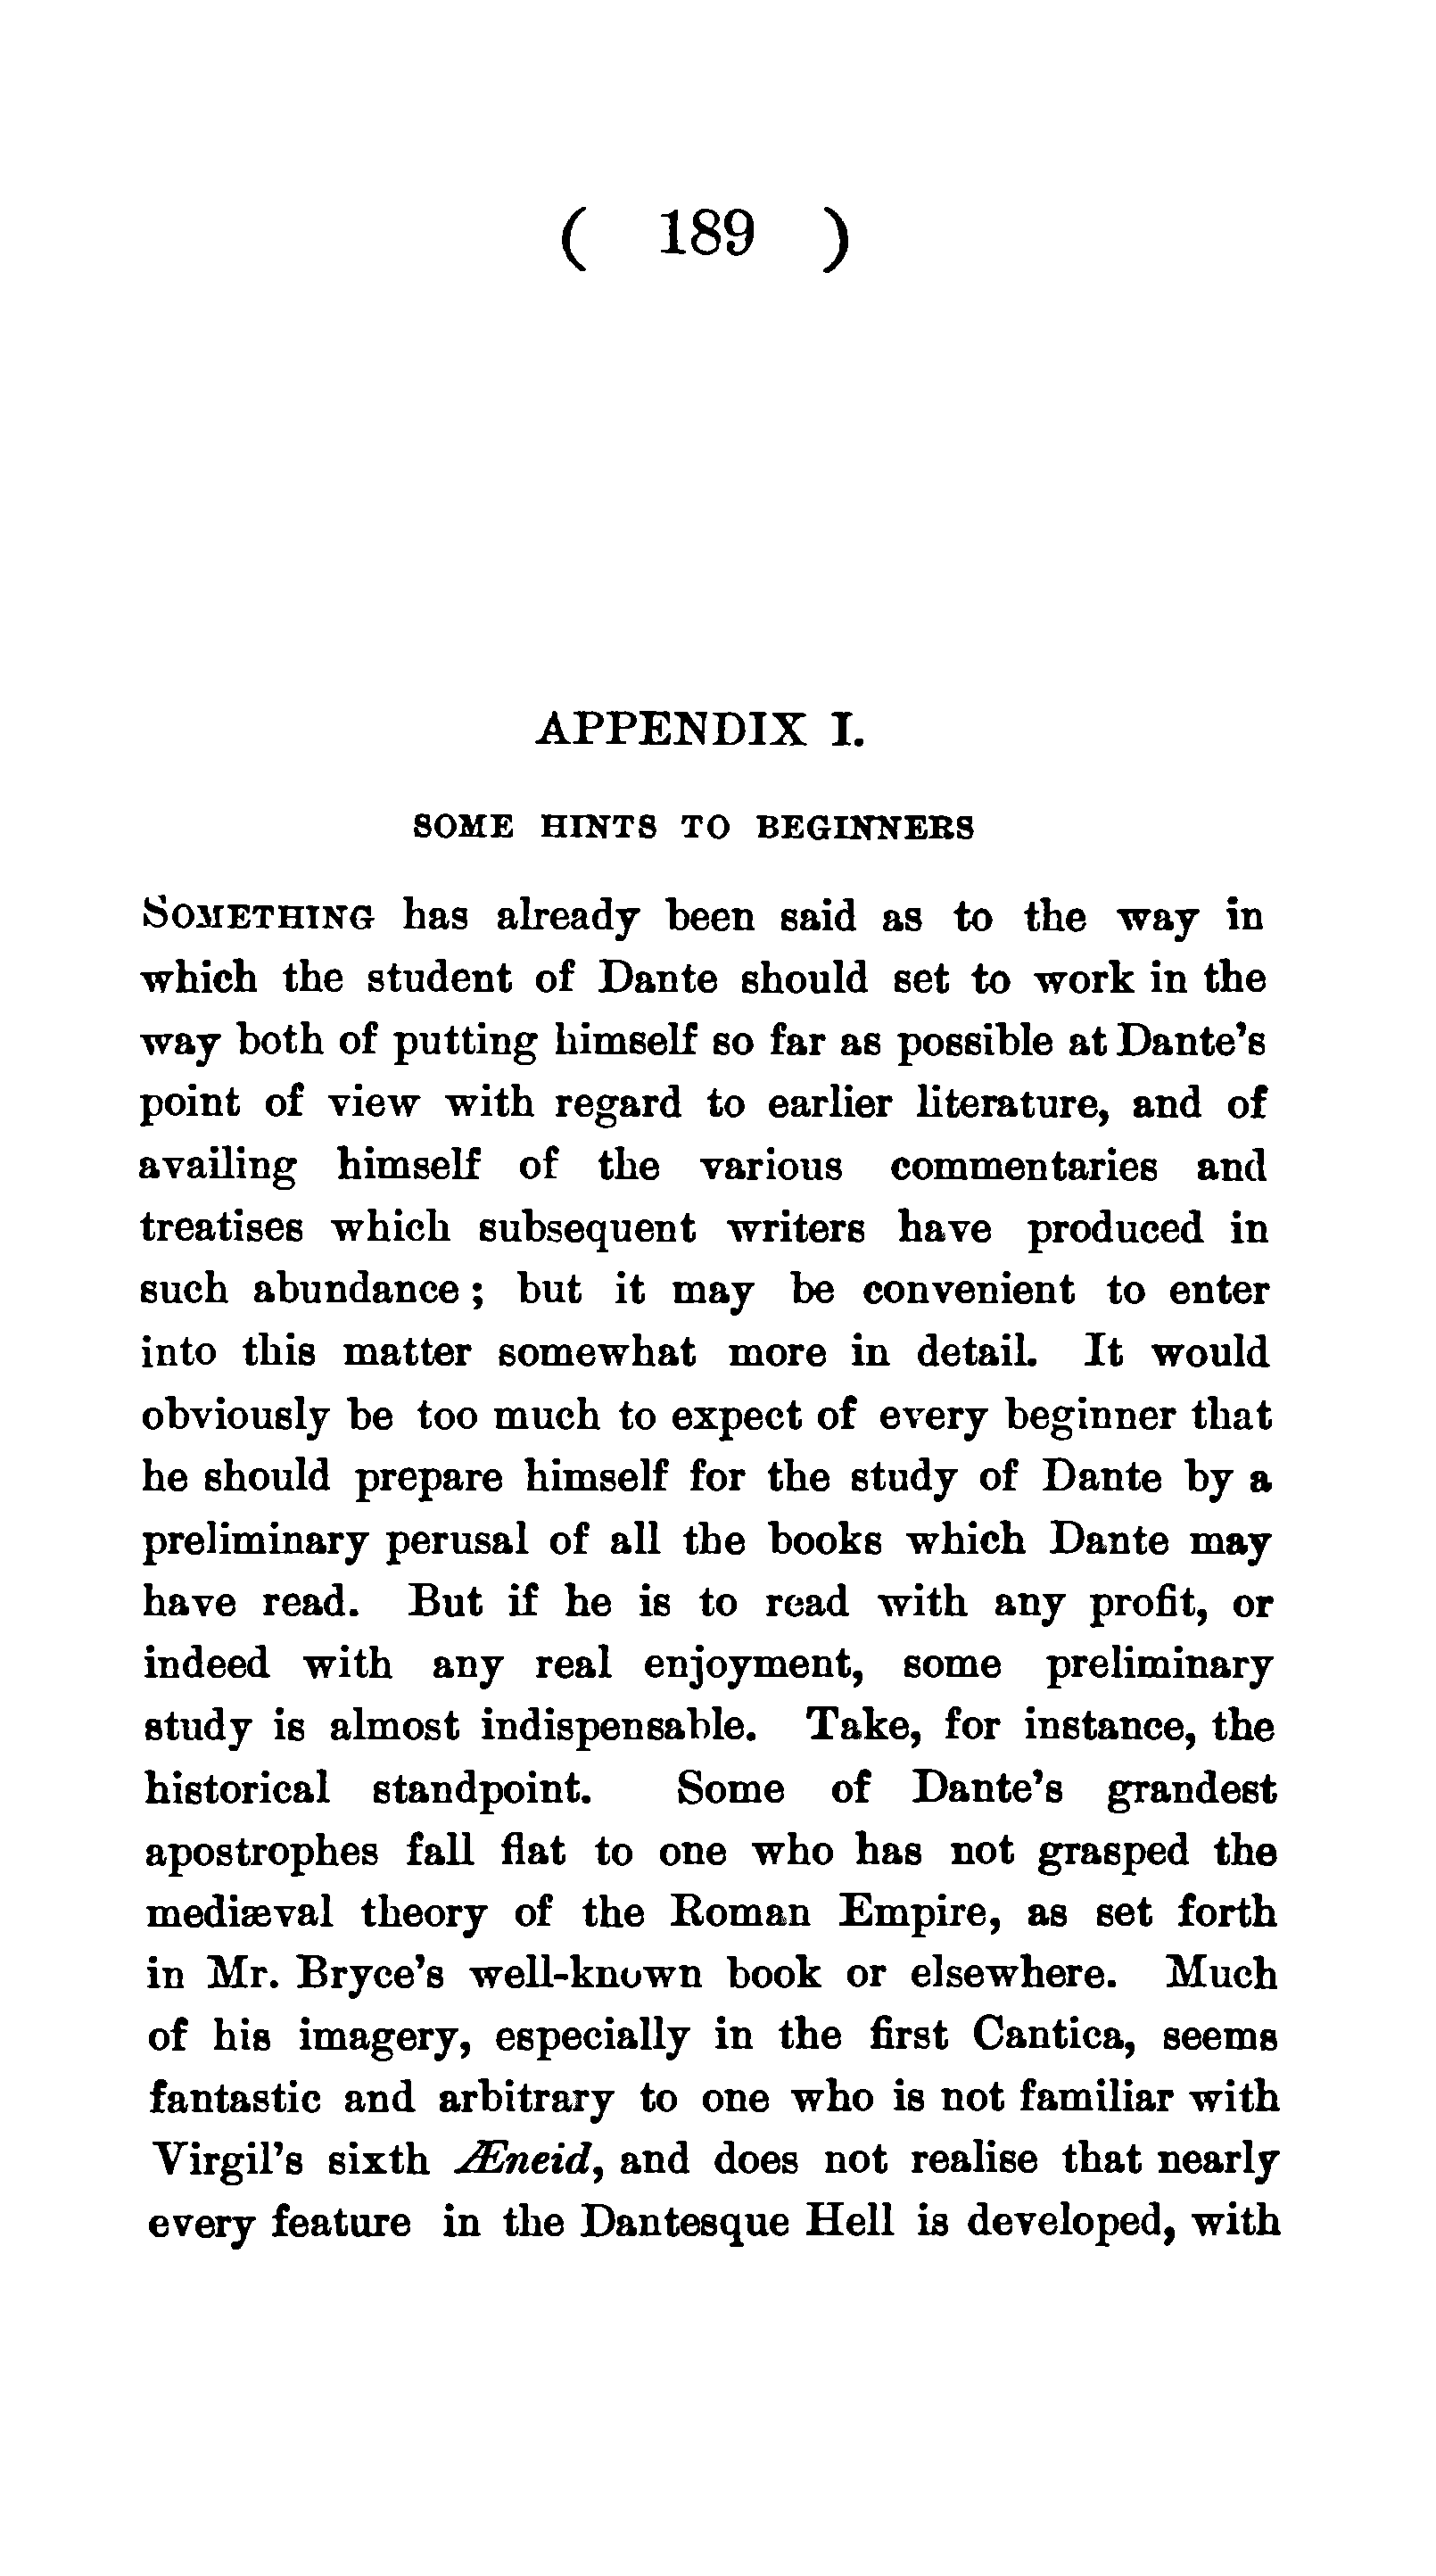 ( 189 )
APPENDIX I.
SOME HINTS TO BEGINNERS
SOMETHING has already been said as to the way in
which the student of Dante should set to work in the
way both of putting himself so far as possible at Dante's
point of view with regard to earlier literature, and of
availing himself of the various commentaries and
treatises which subsequent writers have produced in
such abundance ; but it may be convenient to enter
into this matter somewhat more in detail. It would
obviously be too much to expect of every beginner that
he should prepare himself for the study of Dante by a
preliminary perusal of all the books which Dante may
have read. But if he is to read with any profit, or
indeed with any real enjoyment, some preliminary
study is almost indispensable. Take, for instance, the
historical standpoint. Some of Dante's grandest
apostrophes fall flat to one who has not grasped the
mediæval theory of the Roman Empire, as set forth
in Mr. Bryce's well-known book or elsewhere. Much
of his imagery, especially in the first Cantica, seems
fantastic and arbitrary to one who is not familiar with
Virgil's sixth Æneid, and does not realise that nearly
every feature in the Dantesque Hell is developed, with